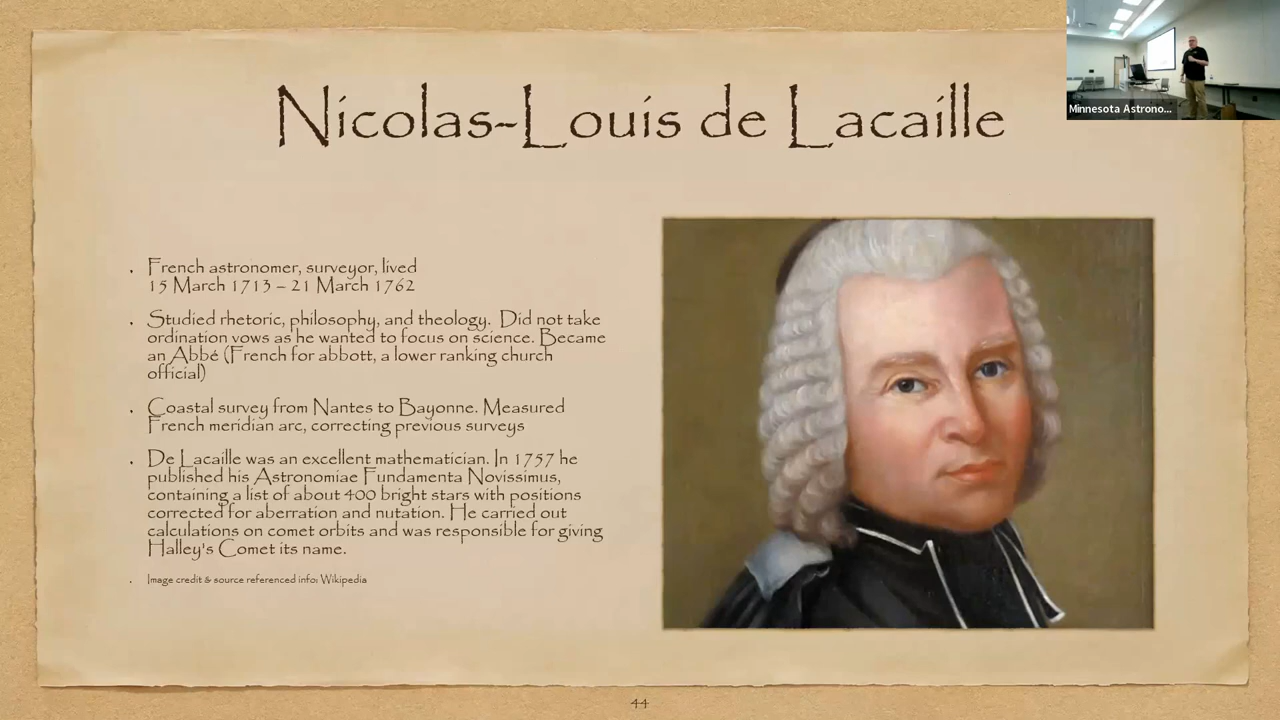 Minnesota Astrono...
Nicolas-Louis de Lacaille
. French astronomer, surveyor, lived
15 March 1713 – 21 March 1762
. Studied rhetoric, philosophy, and theology. Did not take
ordination vows as he wanted to focus on science. Became
an Abbé (French for abbott, a lower ranking church
official)
. Coastal survey from Nantes to Bayonne. Measured
French meridian arc, correcting previous surveys
. De Lacaille was an excellent mathematician. In 1757 he
published his Astronomiae Fundamenta Novissimus,
containing a list of about 400 bright stars with positions
corrected for aberration and nutation. He carried out
calculations on comet orbits and was responsible for giving
Halley's Comet its name.
. Image credit & source referenced info: Wikipedia
44